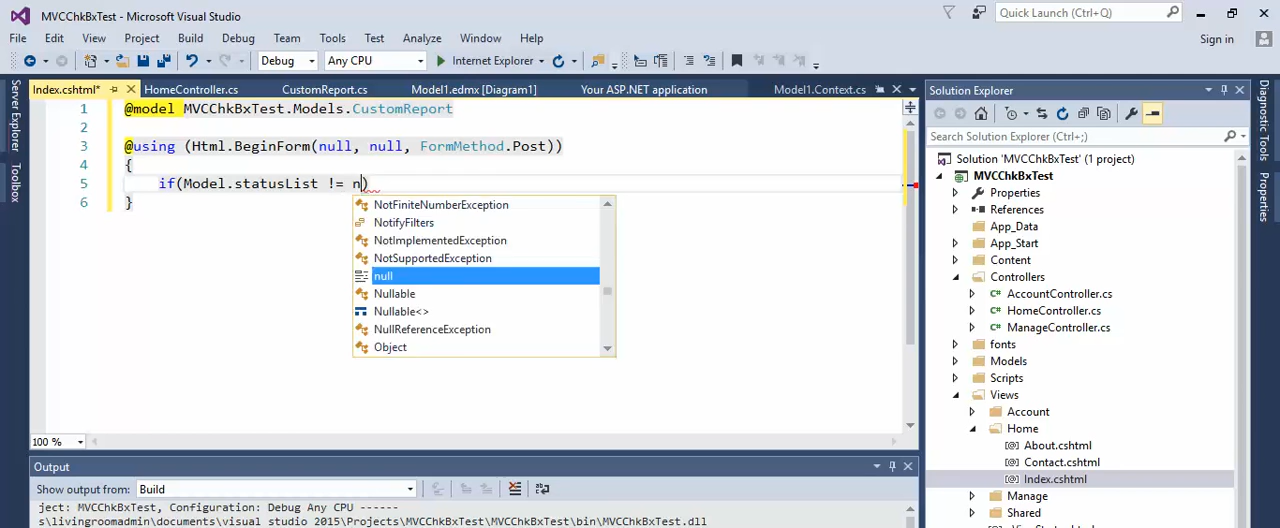 MVCChkBxTest - Microsoft Visual Studio
Quick Launch (Ctrl+Q)
File Edit View Project Build Debug Team Tools Test Analyze Window Help
Sign in
Debug Any CPU Internet Explorer
Index.cshtml* HomeController.cs CustomReport.cs Model1.edmx [Diagram1] Your ASP.NET application Model1.Context.cs
Server Explorer
Toolbox
1 @model MVCChkBxTest.Models.CustomReport
2
3 @using (Html.BeginForm(null, null, FormMethod.Post))
4 {
5 if(Model.statusList != n)
6 }
NotFiniteNumberException
NotifyFilters
NotImplementedException
NotSupportedException
null
Nullable
Nullable<>
NullReferenceException
Object
100 %
Output
Show output from: Build
ject: MVCChkBxTest, Configuration: Debug Any CPU ------
s\livingroomadmin\documents\visual studio 2015\Projects\MVCChkBxTest\MVCChkBxTest\bin\MVCChkBxTest.dll
Solution Explorer
Search Solution Explorer (Ctrl+;)
Solution 'MVCChkBxTest' (1 project)
MVCChkBxTest
Properties
References
App_Data
App_Start
Content
Controllers
C# AccountController.cs
C# HomeController.cs
C# ManageController.cs
fonts
Models
Scripts
Views
Account
Home
[@] About.cshtml
[@] Contact.cshtml
[@] Index.cshtml
Manage
Shared
Diagnostic Tools
Properties